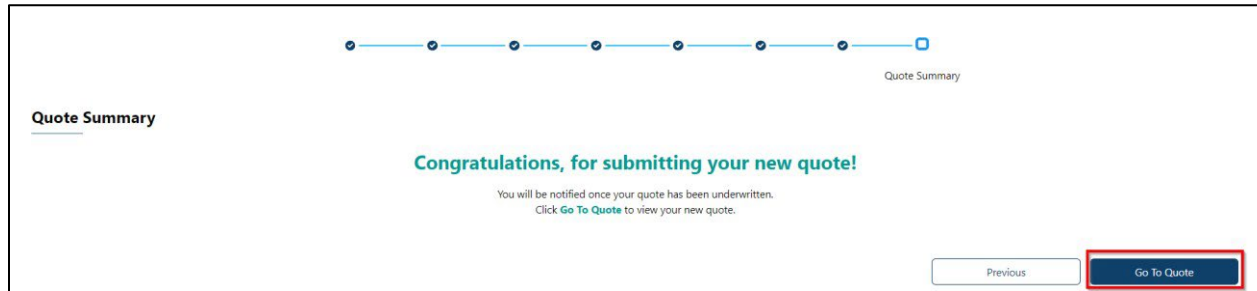 Quote Summary
Quote Summary
Congratulations, for submitting your new quote!
You will be notified once your quote has been underwritten.
Click Go To Quote to view your new quote.
Previous
Go To Quote